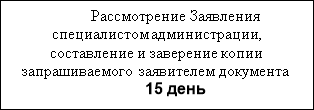 Рассмотрение Заявления
специалистом администрации,
составление и заверение копии
запрашиваемого заявителем документа
15 день